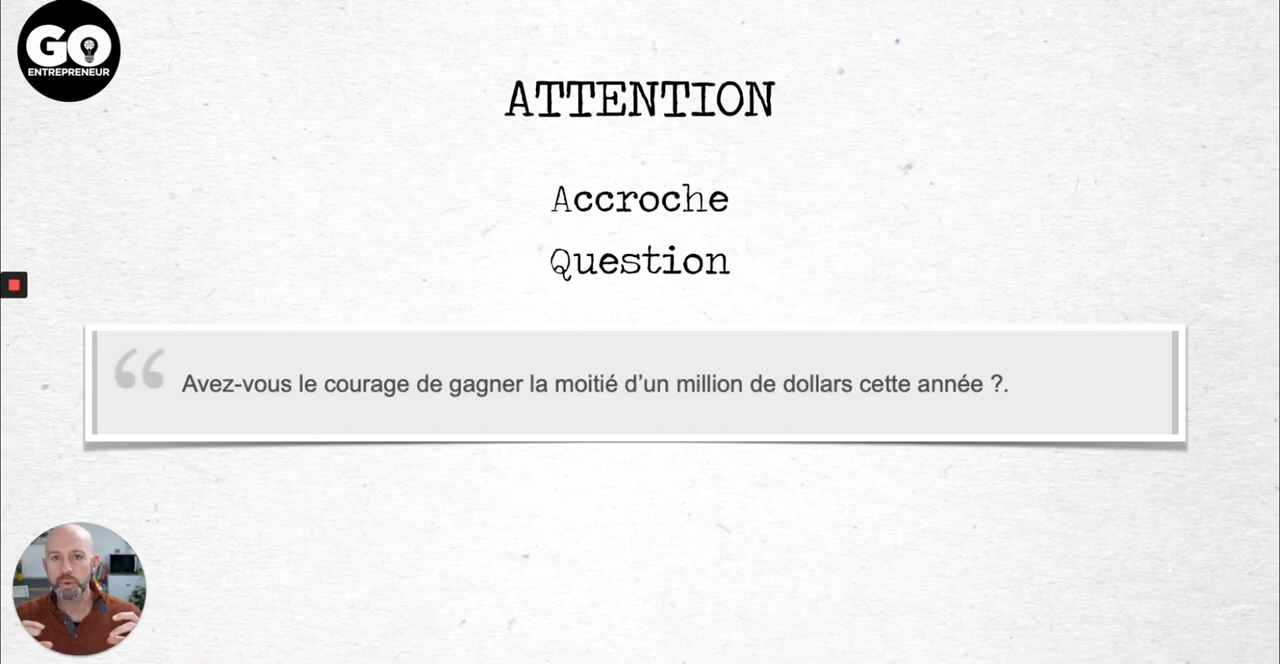 GO
ENTREPRENEUR
ATTENTION
Accroche
Question
“ Avez-vous le courage de gagner la moitié d’un million de dollars cette année ?.